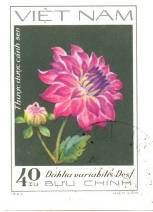 VIỆT NAM
Thược dược cánh sen
Dahlia variabilis Desf
40 XU BƯU CHÍNH